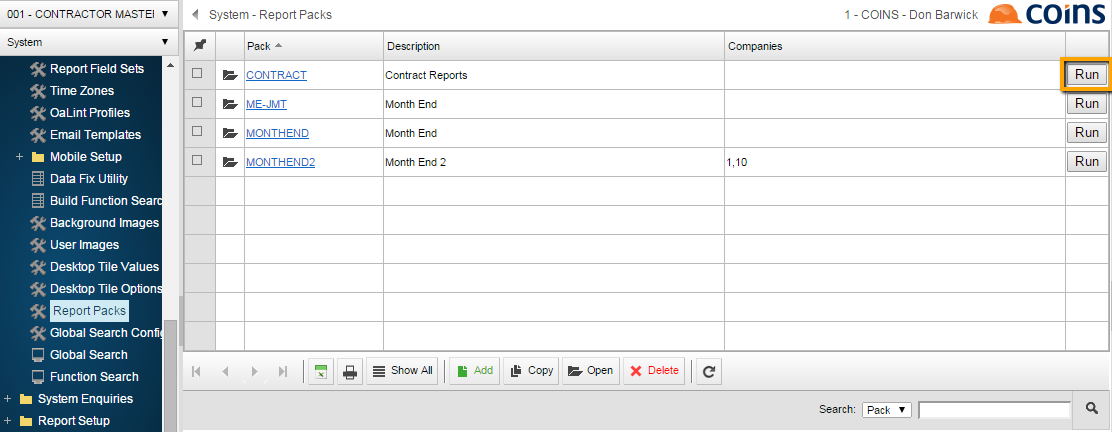 001 - CONTRACTOR MASTER
System
Report Field Sets
Time Zones
OaLint Profiles
Email Templates
Mobile Setup
Data Fix Utility
Build Function Searc
Background Images
User Images
Desktop Tile Values
Desktop Tile Options
Report Packs
Global Search Config
Global Search
Function Search
System Enquiries
Report Setup
System - Report Packs
1 - COINS - Don Barwick
coins
Pack Description Companies
CONTRACT Contract Reports Run
ME-JMT Month End Run
MONTHEND Month End Run
MONTHEND2 Month End 2 1,10 Run
Show All Add Copy Open Delete
Search: Pack